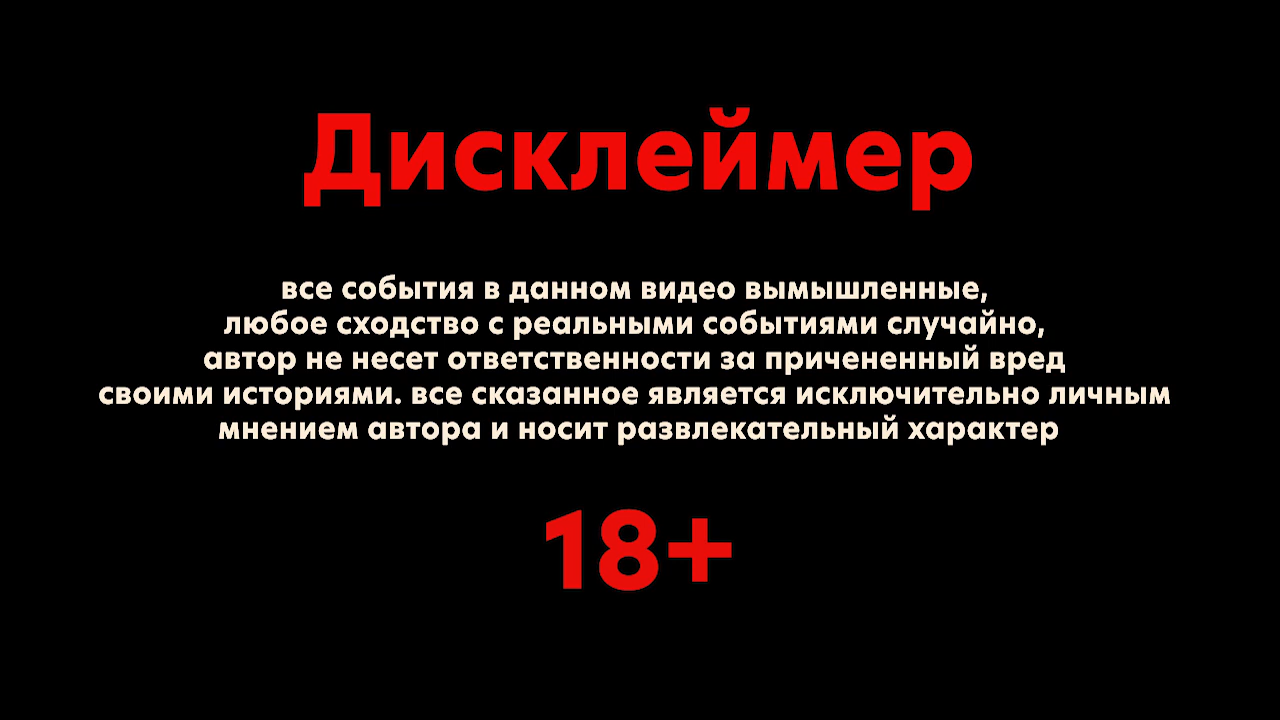 Дисклеймер
все события в данном видео вымышленные,
любое сходство с реальными событиями случайно,
автор не несет ответственности за причененный вред
своими историями. все сказанное является исключительно личным
мнением автора и носит развлекательный характер
18+